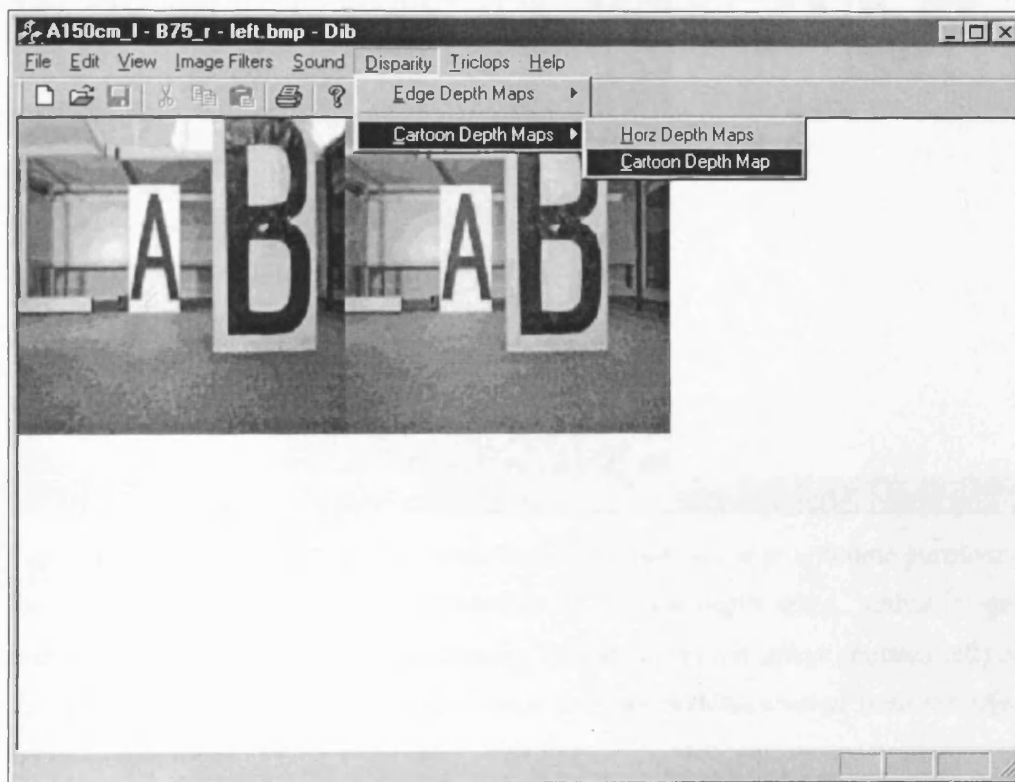 A150cm_l - B75_r - left.bmp - Dib
File Edit View Image Filters Sound Disparity Triclops Help
Edge Depth Maps
Cartoon Depth Maps
Horz Depth Maps
Cartoon Depth Map
A B A B